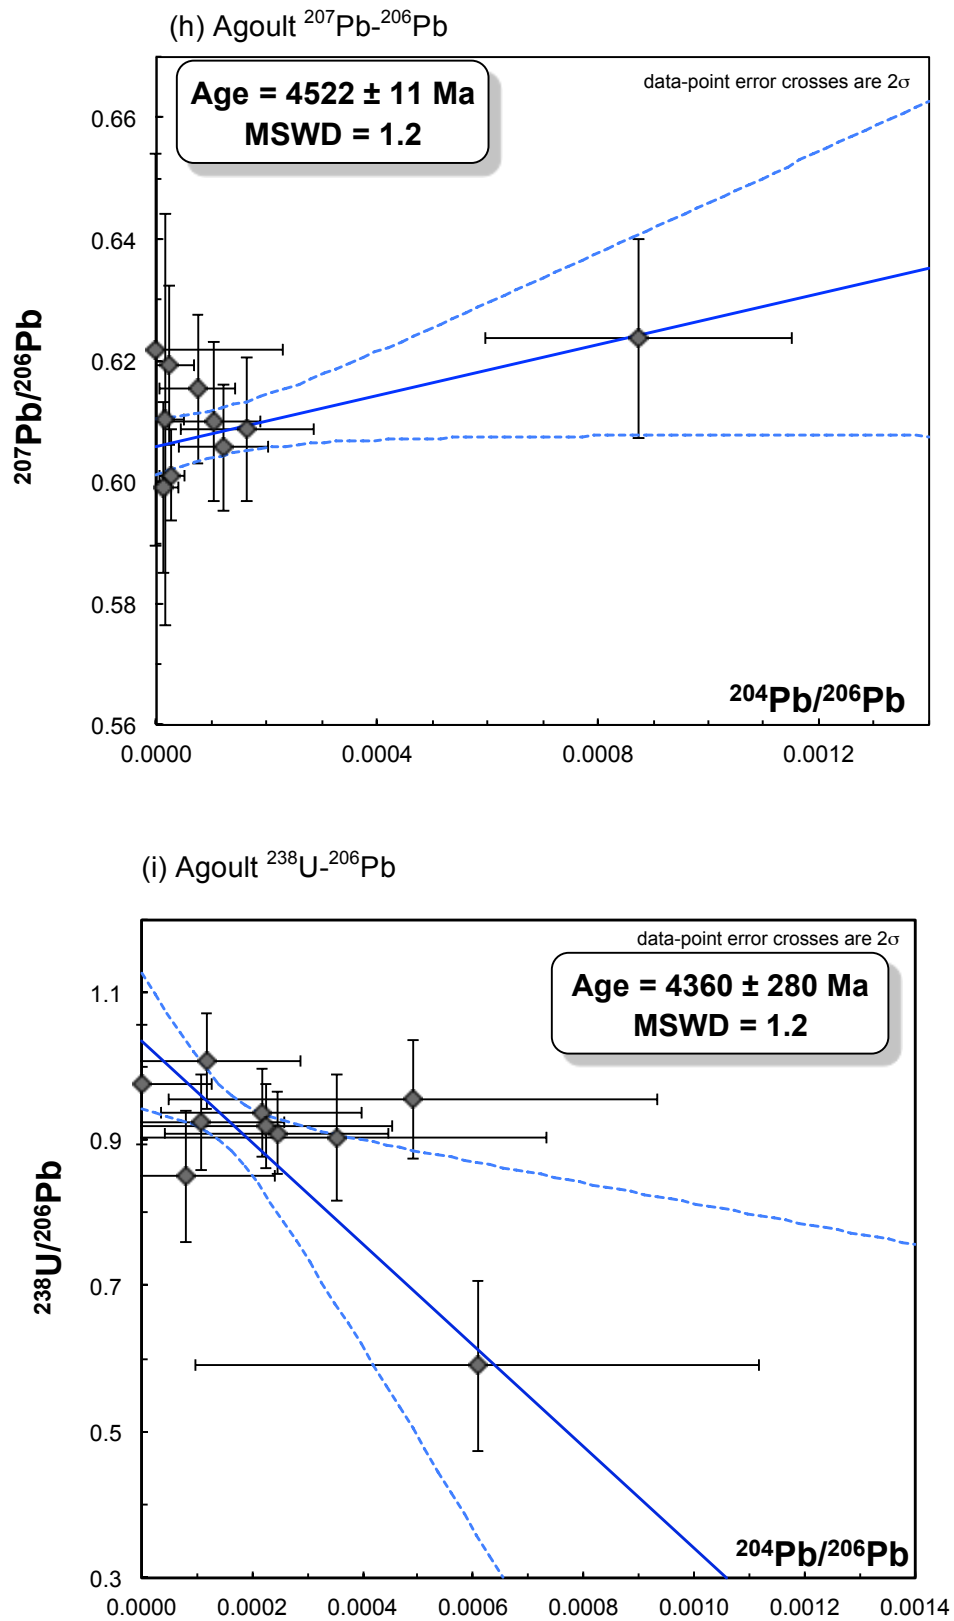 (h) Agoult ²⁰⁷Pb-²⁰⁶Pb
Age = 4522 ± 11 Ma
MSWD = 1.2
data-point error crosses are 2σ
0.66
0.64
0.62
0.60
0.58
0.56
²⁰⁷Pb/²⁰⁶Pb
²⁰⁴Pb/²⁰⁶Pb
0.0000 0.0004 0.0008 0.0012
(i) Agoult ²³⁸U-²⁰⁶Pb
data-point error crosses are 2σ
Age = 4360 ± 280 Ma
MSWD = 1.2
1.1
0.9
0.7
0.5
0.3
²³⁸U/²⁰⁶Pb
²⁰⁴Pb/²⁰⁶Pb
0.0000 0.0002 0.0004 0.0006 0.0008 0.0010 0.0012 0.0014